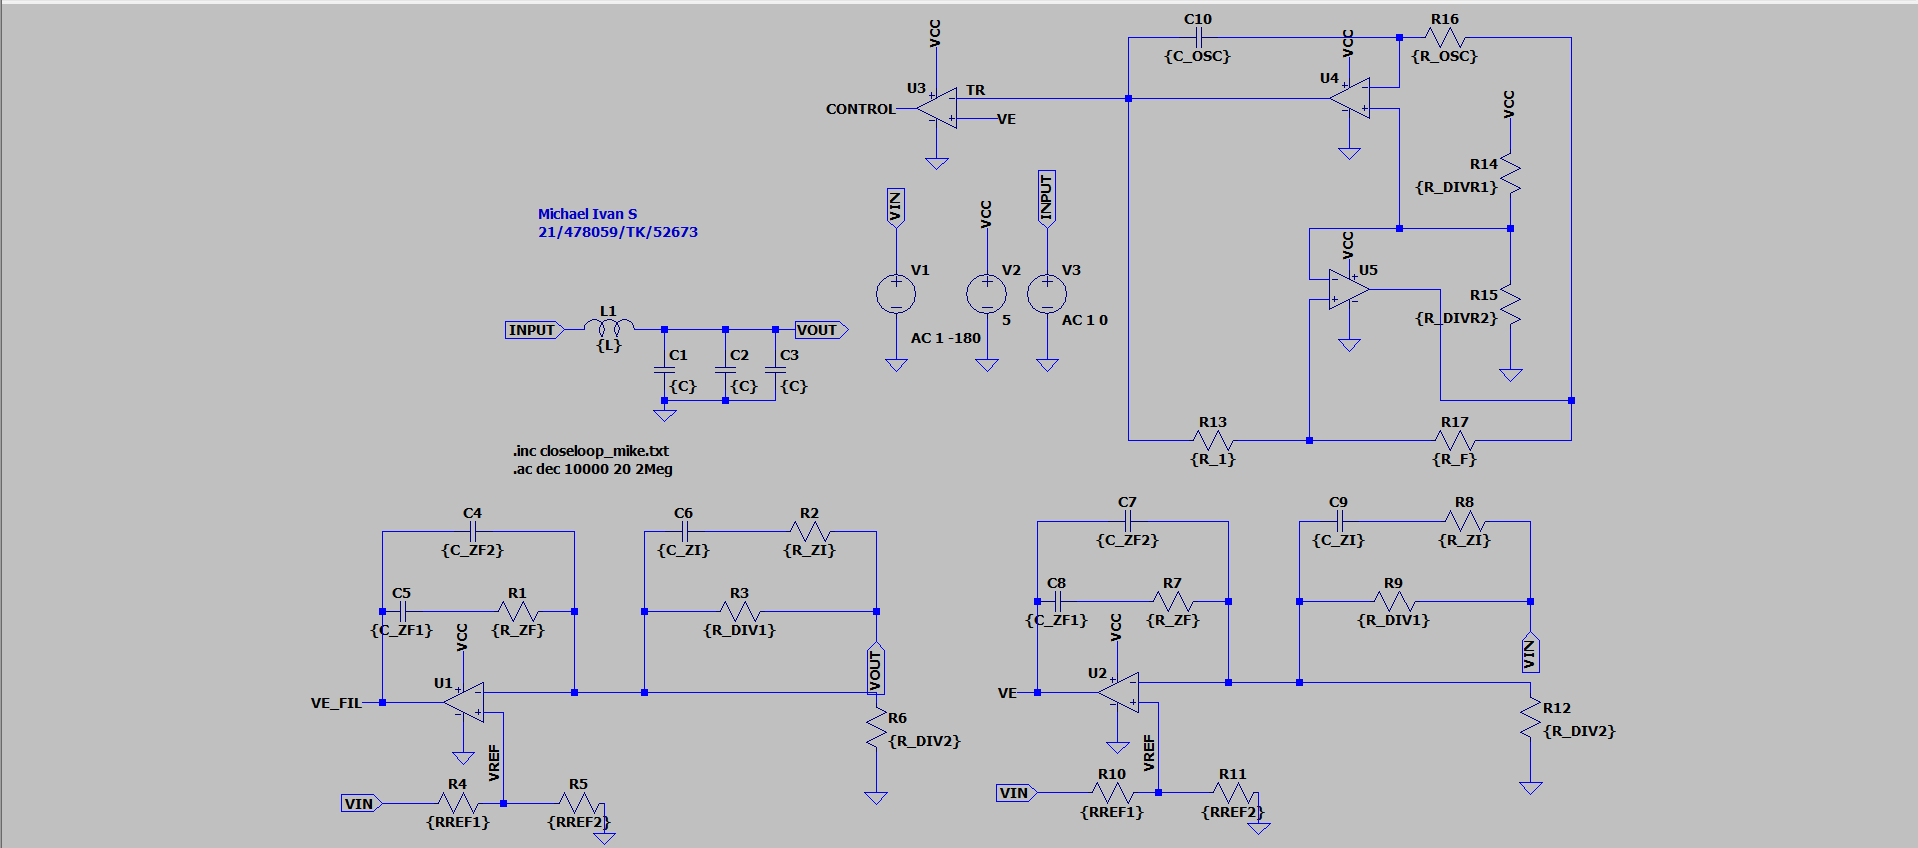 C10
{C_OSC}
R16
{R_OSC}
VCC
U3
CONTROL
TR
VE
VCC
U4
VCC
R14
{R_DIVR1}
VCC
U5
R15
{R_DIVR2}
Michael Ivan S
21/478059/TK/52673
VIN
V1
AC 1 -180
VCC
V2
5
INPUT
V3
AC 1 0
INPUT
L1
{L}
VOUT
C1
{C}
C2
{C}
C3
{C}
R13
{R_1}
R17
{R_F}
.inc closeloop_mike.txt
.ac dec 10000 20 2Meg
C4
{C_ZF2}
C5
{C_ZF1}
R1
{R_ZF}
C6
{C_ZI}
R2
{R_ZI}
R3
{R_DIV1}
VOUT
VCC
U1
VE_FIL
R6
{R_DIV2}
VREF
VIN
R4
{RREF1}
R5
{RREF2}
C7
{C_ZF2}
C8
{C_ZF1}
R7
{R_ZF}
C9
{C_ZI}
R8
{R_ZI}
R9
{R_DIV1}
VIN
VCC
U2
VE
R12
{R_DIV2}
VREF
VIN
R10
{RREF1}
R11
{RREF2}